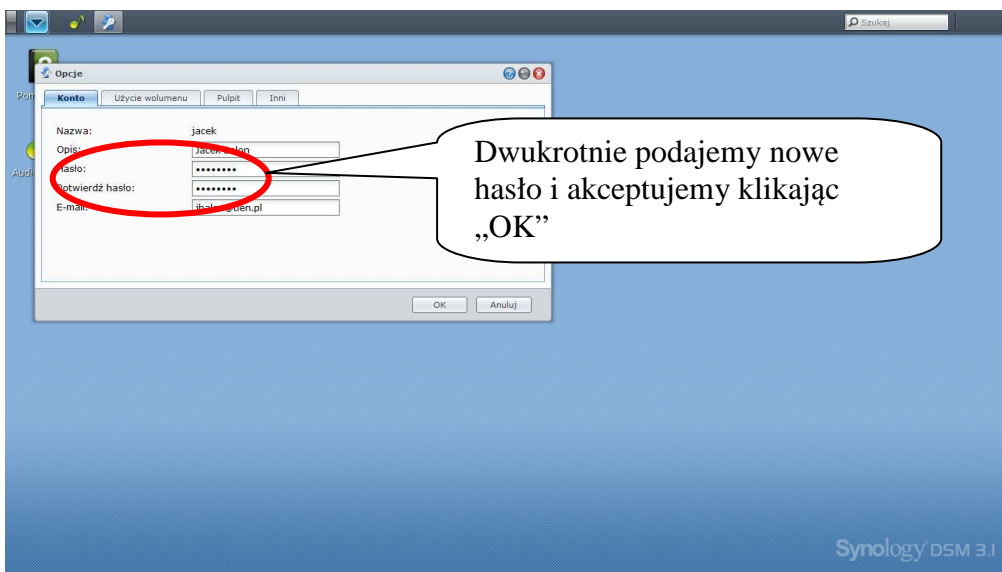 Szukaj
Opcje
Konto
Użycie wolumenu
Pulpit
Inni
Nazwa: jacek
Opis: Jacek
Hasło: ••••••••
Potwierdź hasło: ••••••••
E-mail:
Dwukrotnie podajemy nowe
hasło i akceptujemy klikając
„OK”
OK
Anuluj
Synology DSM 3.1